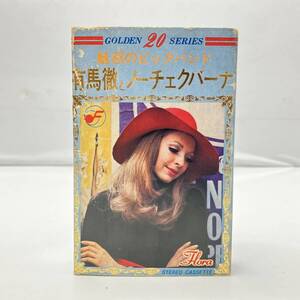 GOLDEN 20 SERIES
魅惑のビッグバンド
有馬徹とノーチェクバーナ
NO
Flora
STEREO CASSETTE